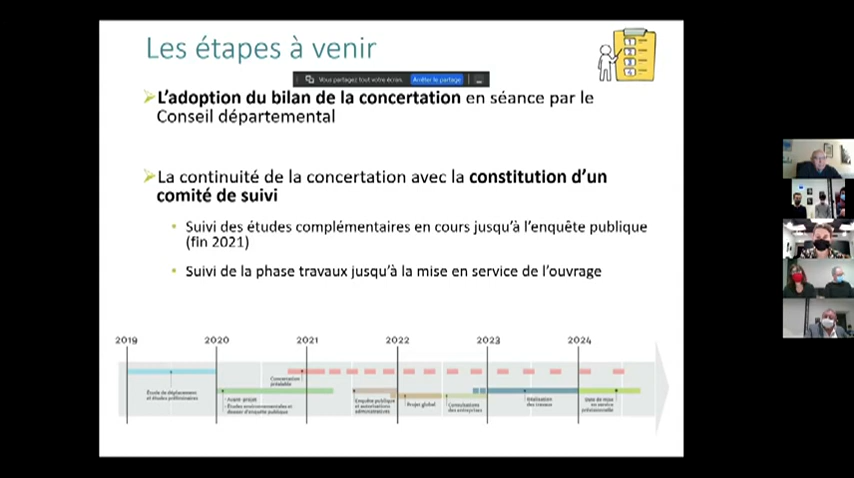 Les étapes à venir
Vous partagez tout votre écran.
Arrêter le partage
L'adoption du bilan de la concertation en séance par le
Conseil départemental
La continuité de la concertation avec la constitution d'un
comité de suivi
Suivi des études complémentaires en cours jusqu'à l'enquête publique
(fin 2021)
Suivi de la phase travaux jusqu'à la mise en service de l'ouvrage
2019 2020 2021 2022 2023 2024
Concertation
préalable
Étude de déplacement
et études préliminaires
Avant-projet
Études environnementales et
dossier d'enquête publique
Enquête publique
et autorisations
administratives
Projet global
Consultations
des entreprises
Réalisation
des travaux
Date de mise
en service
prévisionnelle